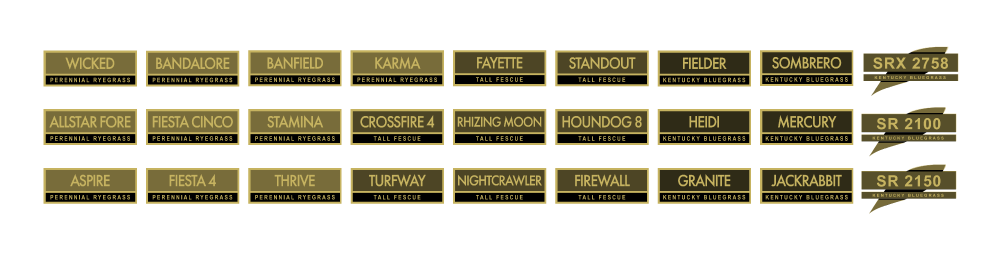 WICKED
PERENNIAL RYEGRASS
BANDALORE
PERENNIAL RYEGRASS
BANFIELD
PERENNIAL RYEGRASS
KARMA
PERENNIAL RYEGRASS
FAYETTE
TALL FESCUE
STANDOUT
TALL FESCUE
FIELDER
KENTUCKY BLUEGRASS
SOMBRERO
KENTUCKY BLUEGRASS
SRX 2758
KENTUCKY BLUEGRASS
ALLSTAR FORE
PERENNIAL RYEGRASS
FIESTA CINCO
PERENNIAL RYEGRASS
STAMINA
PERENNIAL RYEGRASS
CROSSFIRE 4
TALL FESCUE
RHIZING MOON
TALL FESCUE
HOUNDOG 8
TALL FESCUE
HEIDI
KENTUCKY BLUEGRASS
MERCURY
KENTUCKY BLUEGRASS
SR 2100
KENTUCKY BLUEGRASS
ASPIRE
PERENNIAL RYEGRASS
FIESTA 4
PERENNIAL RYEGRASS
THRIVE
PERENNIAL RYEGRASS
TURFWAY
TALL FESCUE
NIGHTCRAWLER
TALL FESCUE
FIREWALL
TALL FESCUE
GRANITE
KENTUCKY BLUEGRASS
JACKRABBIT
KENTUCKY BLUEGRASS
SR 2150
KENTUCKY BLUEGRASS